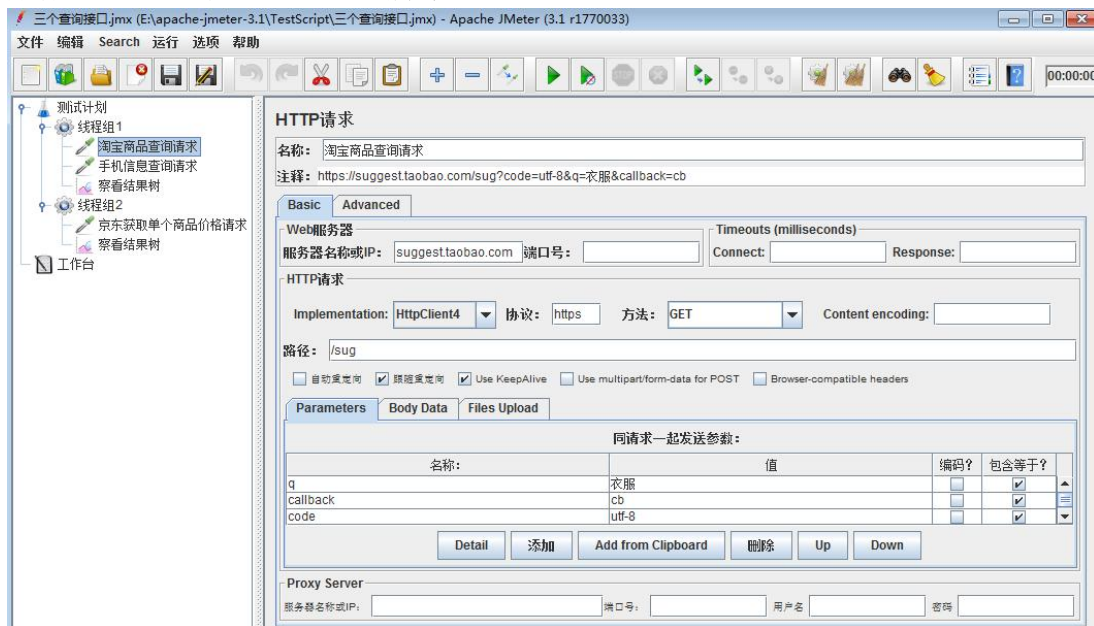 三个查询接口.jmx (E:\apache-jmeter-3.1\TestScript\三个查询接口.jmx) - Apache JMeter (3.1 r1770033)
文件 编辑 Search 运行 选项 帮助
00:00:00
测试计划
线程组1
淘宝商品查询请求
手机信息查询请求
察看结果树
线程组2
京东获取单个商品价格请求
察看结果树
工作台
HTTP请求
名称: 淘宝商品查询请求
注释: https://suggest.taobao.com/sug?code=utf-8&q=衣服&callback=cb
Basic Advanced
Web服务器 Timeouts (milliseconds)
服务器名称或IP: suggest.taobao.com 端口号: Connect: Response:
HTTP请求
Implementation: HttpClient4 协议: https 方法: GET Content encoding:
路径: /sug
自动重定向 跟随重定向 Use KeepAlive Use multipart/form-data for POST Browser-compatible headers
Parameters Body Data Files Upload
同请求一起发送参数:
名称: 值 编码? 包含等于?
q 衣服
callback cb
code utf-8
Detail 添加 Add from Clipboard 删除 Up Down
Proxy Server
服务器名称或IP: 端口号: 用户名 密码